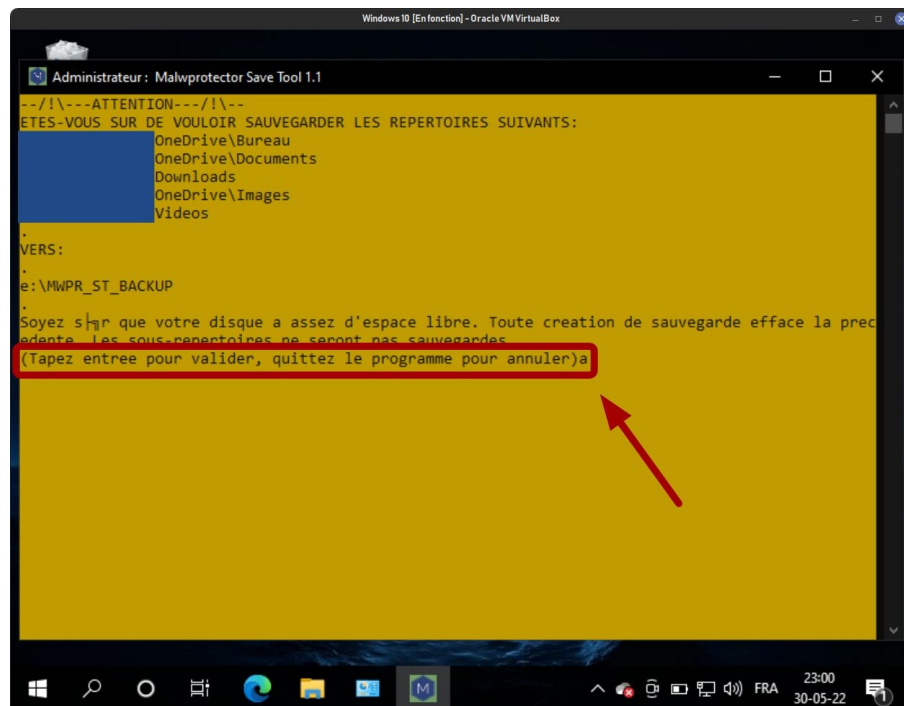 Windows 10 [En fonction] - Oracle VM VirtualBox
Administrateur : Malwprotector Save Tool 1.1
--/!\---ATTENTION---/!\--
ETES-VOUS SUR DE VOULOIR SAUVEGARDER LES REPERTOIRES SUIVANTS:
OneDrive\Bureau
OneDrive\Documents
Downloads
OneDrive\Images
Videos
.
VERS:
.
e:\MWPR_ST_BACKUP
.
Soyez s├╗r que votre disque a assez d'espace libre. Toute creation de sauvegarde efface la prec
edente. Les sous-repertoires ne seront pas sauvegardes
(Tapez entree pour valider, quittez le programme pour annuler)a
FRA
23:00
30-05-22
1